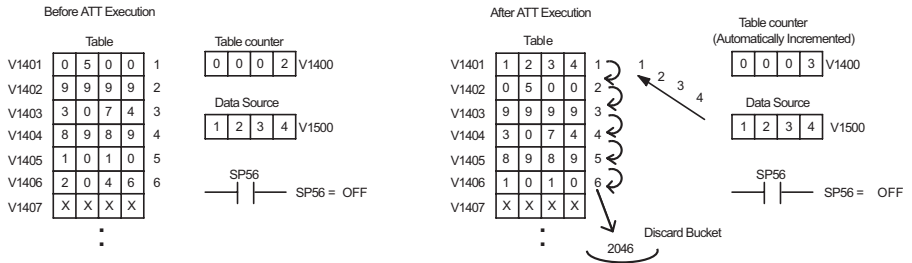 Before ATT Execution
Table
V1401 0 5 0 0 1
V1402 9 9 9 9 2
V1403 3 0 7 4 3
V1404 8 9 8 9 4
V1405 1 0 1 0 5
V1406 2 0 4 6 6
V1407 X X X X
Table counter
0 0 0 2 V1400
Data Source
1 2 3 4 V1500
SP56
SP56 = OFF
After ATT Execution
Table
V1401 1 2 3 4 1
V1402 0 5 0 0 2
V1403 9 9 9 9 3
V1404 3 0 7 4 4
V1405 8 9 8 9 5
V1406 1 0 1 0 6
V1407 X X X X
1 2 3 4
Table counter
(Automatically Incremented)
0 0 0 3 V1400
Data Source
1 2 3 4 V1500
SP56
SP56 = OFF
Discard Bucket
2046